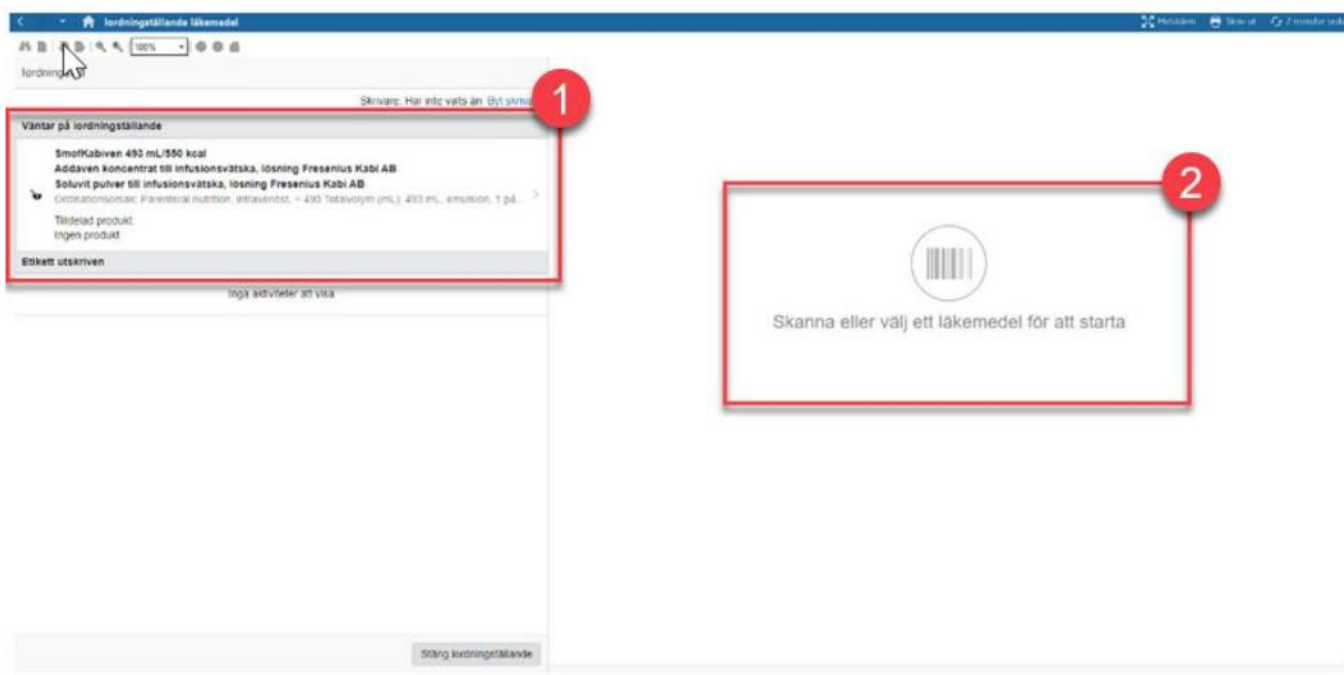 Iordningställande läkemedel
Helskärm Skriv ut 2 minuter
100%
Skrivare: Har inte valts än Byt
1
Väntar på iordningställande
SmofKabiven 493 mL/550 kcal
Addaven koncentrat till infusionsvätska, lösning Fresenius Kabi AB
Soluvit pulver till infusionsvätska, lösning Fresenius Kabi AB
Parenteral nutrition, intravenöst, ~ 493 Totalvolym (mL): 493 mL, emulsion, 1 på...
Tilldelad produkt:
Ingen produkt
Etikett utskriven
Inga aktiviteter att visa
2
Skanna eller välj ett läkemedel för att starta
Stäng iordningställande